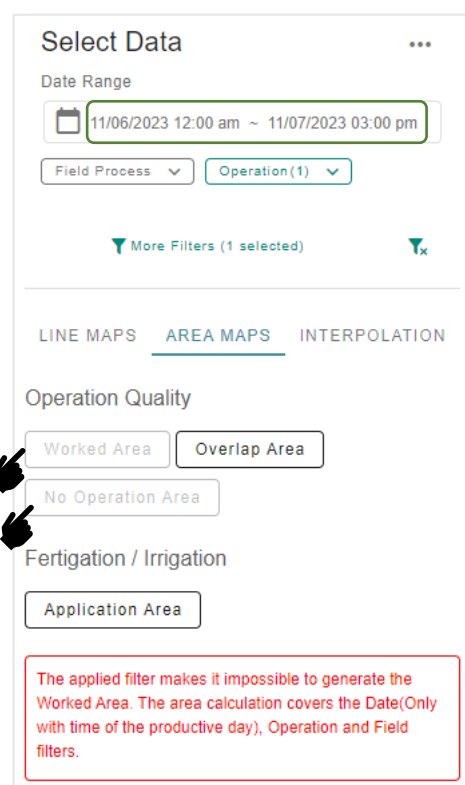 Select Data
Date Range
11/06/2023 12:00 am ~ 11/07/2023 03:00 pm
Field Process
Operation(1)
More Filters (1 selected)
LINE MAPS AREA MAPS INTERPOLATION
Operation Quality
Worked Area Overlap Area
No Operation Area
Fertigation / Irrigation
Application Area
The applied filter makes it impossible to generate the
Worked Area. The area calculation covers the Date(Only
with time of the productive day), Operation and Field
filters.